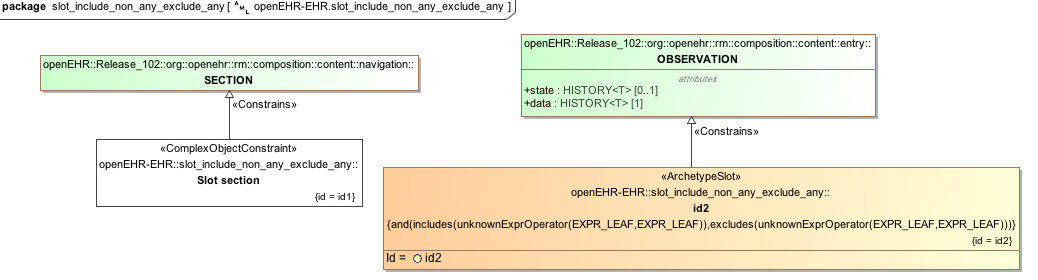 package slot_include_non_any_exclude_any [ AML openEHR-EHR.slot_include_non_any_exclude_any ]
openEHR::Release_102::org::openehr::rm::composition::content::navigation::
SECTION
«Constrains»
«ComplexObjectConstraint»
openEHR-EHR::slot_include_non_any_exclude_any::
Slot section
{id = id1}
openEHR::Release_102::org::openehr::rm::composition::content::entry::
OBSERVATION
attributes
+state : HISTORY<T> [0..1]
+data : HISTORY<T> [1]
«Constrains»
«ArchetypeSlot»
openEHR-EHR::slot_include_non_any_exclude_any::
id2
{and(includes(unknownExprOperator(EXPR_LEAF,EXPR_LEAF)),excludes(unknownExprOperator(EXPR_LEAF,EXPR_LEAF)))}
{id = id2}
Id = id2